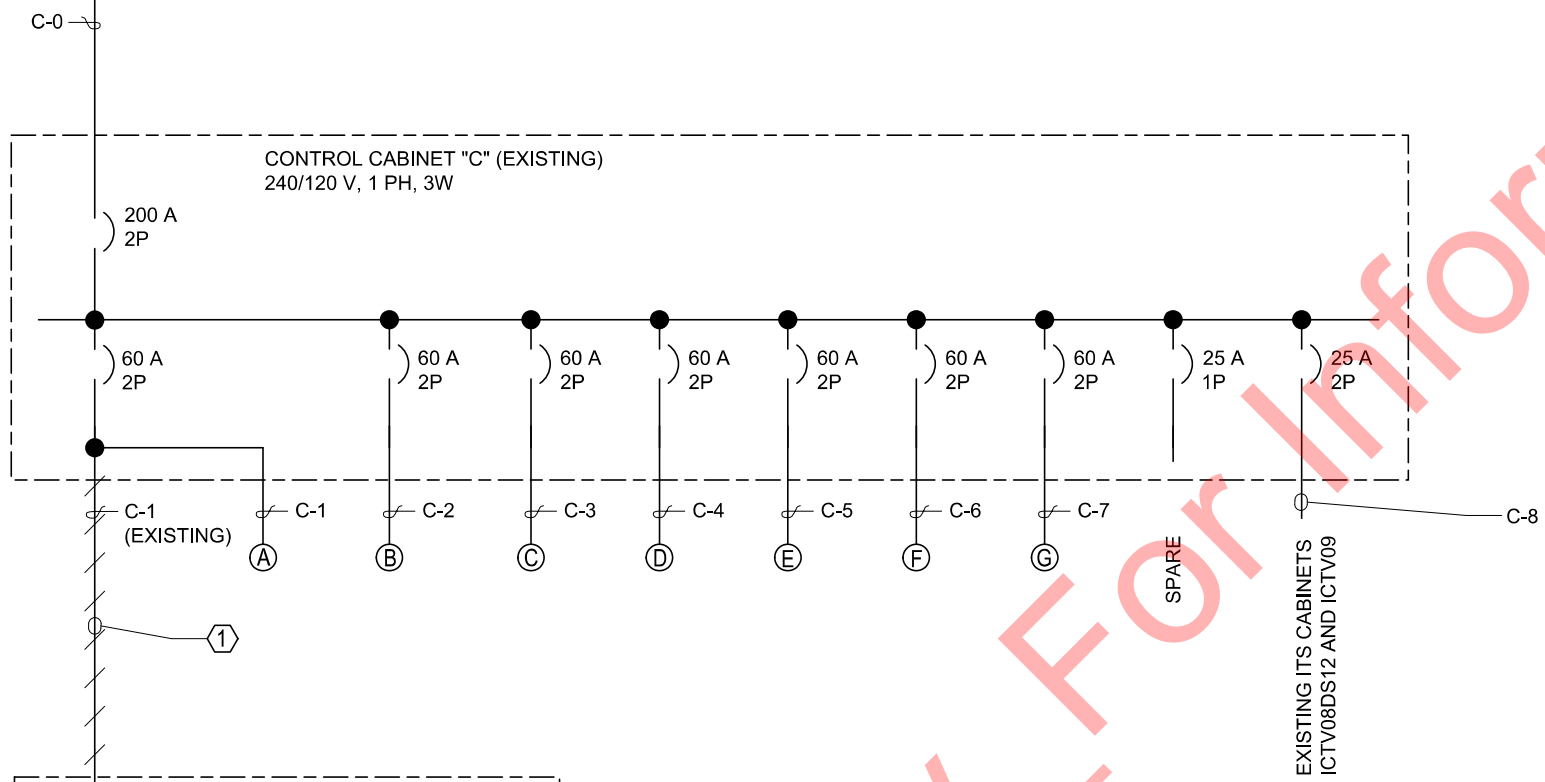 C-0
CONTROL CABINET "C" (EXISTING)
240/120 V, 1 PH, 3W
200 A
2P
60 A
2P
60 A
2P
60 A
2P
60 A
2P
60 A
2P
60 A
2P
60 A
2P
25 A
1P
25 A
2P
C-1
(EXISTING)
C-1
C-2
C-3
C-4
C-5
C-6
C-7
C-8
A
B
C
D
E
F
G
SPARE
EXISTING ITS CABINETS
ICTV08DS12 AND ICTV09
1
For Infor